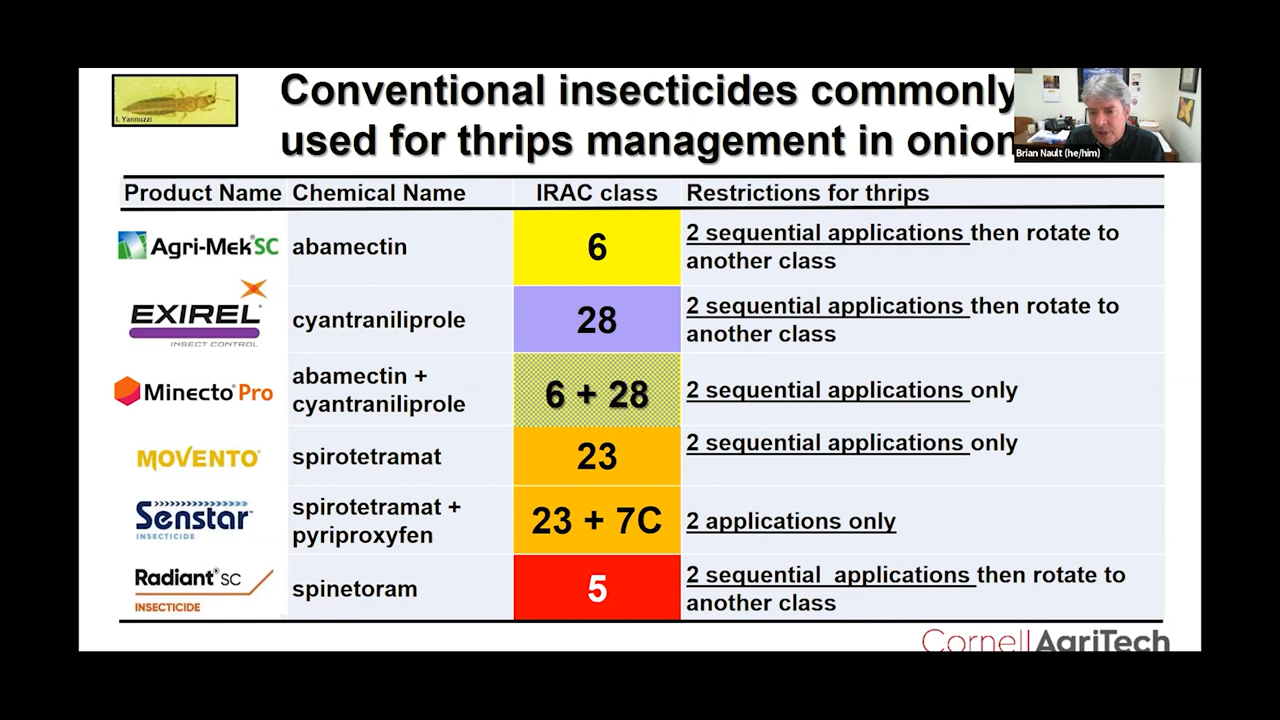 Conventional insecticides commonly
used for thrips management in onion
I. Yannuzzi
Brian Nault (he/him)
Product Name Chemical Name IRAC class Restrictions for thrips
Agri-Mek® SC abamectin 6 2 sequential applications then rotate to
another class
EXIREL®
INSECT CONTROL cyantraniliprole 28 2 sequential applications then rotate to
another class
Minecto® Pro abamectin +
cyantraniliprole 6 + 28 2 sequential applications only
MOVENTO® spirotetramat 23 2 sequential applications only
Senstar™
INSECTICIDE spirotetramat +
pyriproxyfen 23 + 7C 2 applications only
Radiant® SC
INSECTICIDE spinetoram 5 2 sequential applications then rotate to
another class
CornellAgriTech